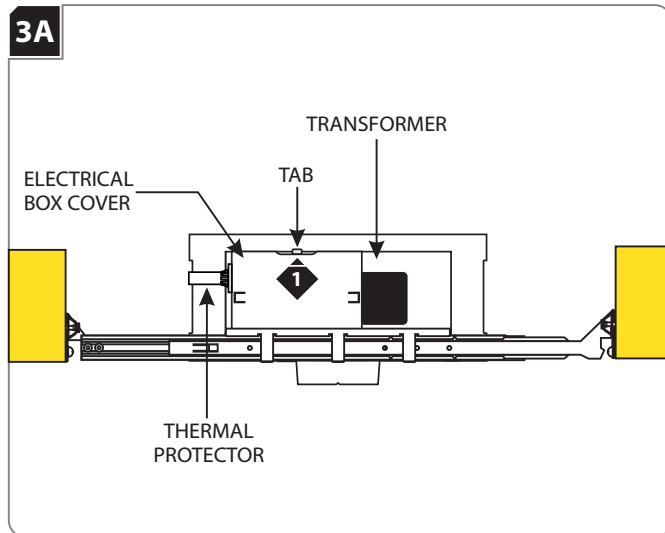 3A
TRANSFORMER
ELECTRICAL
BOX COVER
TAB
1
THERMAL
PROTECTOR